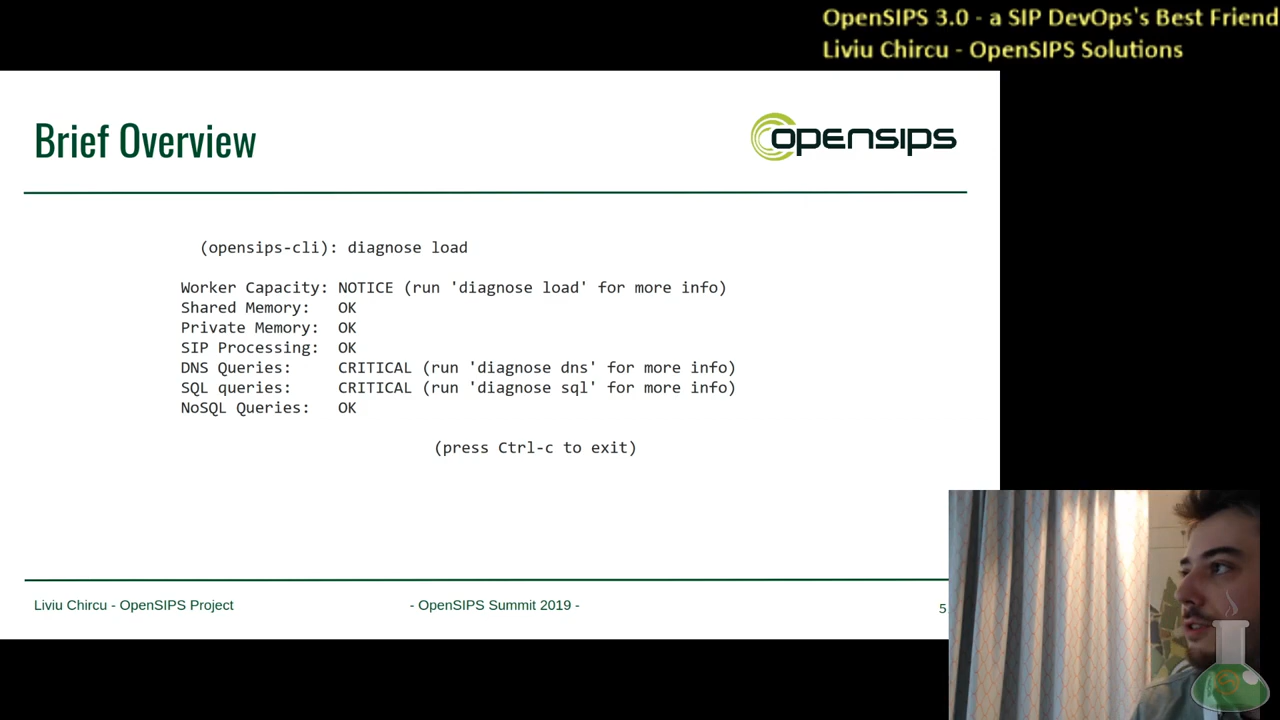 OpenSIPS 3.0 - a SIP DevOps's Best Friend
Liviu Chircu - OpenSIPS Solutions
Brief Overview
opensips
(opensips-cli): diagnose load
Worker Capacity: NOTICE (run 'diagnose load' for more info)
Shared Memory: OK
Private Memory: OK
SIP Processing: OK
DNS Queries: CRITICAL (run 'diagnose dns' for more info)
SQL queries: CRITICAL (run 'diagnose sql' for more info)
NoSQL Queries: OK
(press Ctrl-c to exit)
Liviu Chircu - OpenSIPS Project
- OpenSIPS Summit 2019 -
5